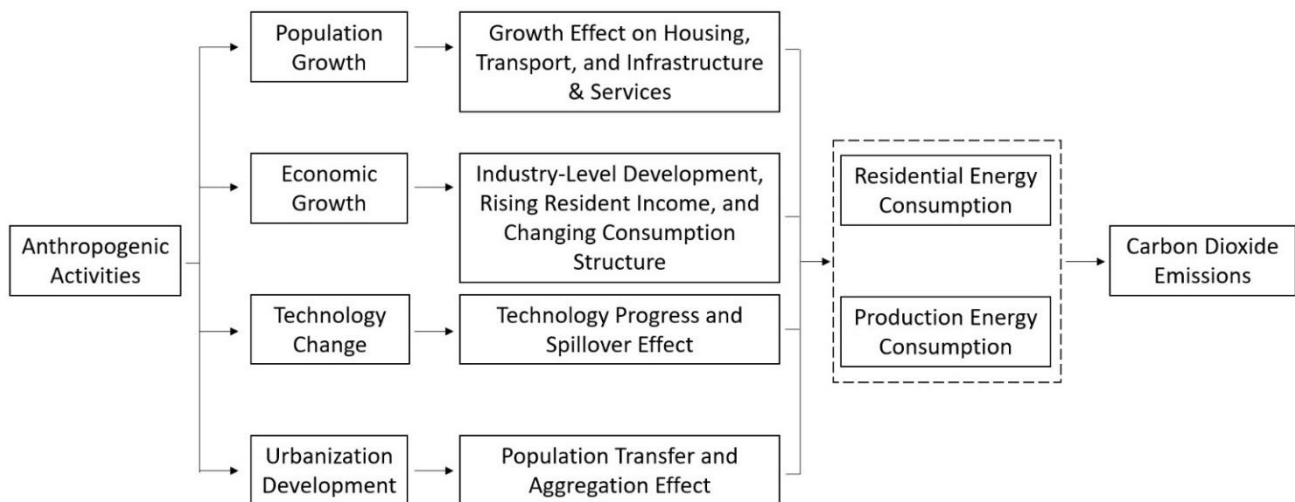 Population
Growth
Growth Effect on Housing,
Transport, and Infrastructure
& Services
Economic
Growth
Industry-Level Development,
Rising Resident Income, and
Changing Consumption
Structure
Residential Energy
Consumption
Anthropogenic
Activities
Carbon Dioxide
Emissions
Technology
Change
Technology Progress and
Spillover Effect
Production Energy
Consumption
Urbanization
Development
Population Transfer and
Aggregation Effect